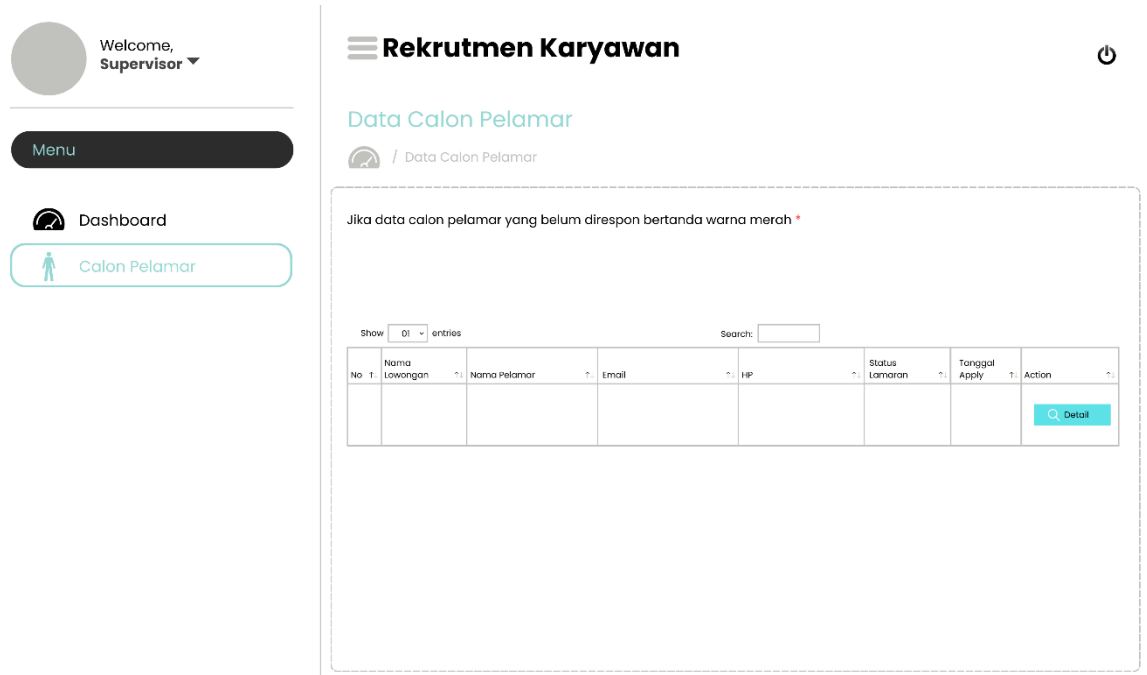 Welcome,
Supervisor
Menu
Dashboard
Calon Pelamar
Rekrutmen Karyawan
Data Calon Pelamar
/ Data Calon Pelamar
Jika data calon pelamar yang belum direspon bertanda warna merah *
Show 01 entries
Search:
No
Nama
Lowongan
Nama Pelamar
Email
HP
Status
Lamaran
Tanggal
Apply
Action
Detail